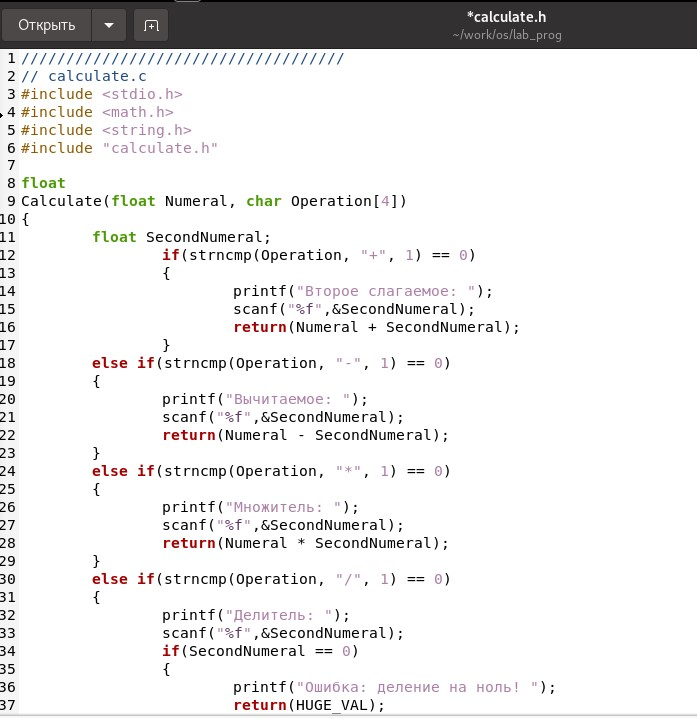 Открыть
*calculate.h
~/work/os/lab_prog
1 ////////////////////////////////////
2 // calculate.c
3 #include <stdio.h>
4 #include <math.h>
5 #include <string.h>
6 #include "calculate.h"
7
8 float
9 Calculate(float Numeral, char Operation[4])
10 {
11 float SecondNumeral;
12 if(strncmp(Operation, "+", 1) == 0)
13 {
14 printf("Второе слагаемое: ");
15 scanf("%f",&SecondNumeral);
16 return(Numeral + SecondNumeral);
17 }
18 else if(strncmp(Operation, "-", 1) == 0)
19 {
20 printf("Вычитаемое: ");
21 scanf("%f",&SecondNumeral);
22 return(Numeral - SecondNumeral);
23 }
24 else if(strncmp(Operation, "*", 1) == 0)
25 {
26 printf("Множитель: ");
27 scanf("%f",&SecondNumeral);
28 return(Numeral * SecondNumeral);
29 }
30 else if(strncmp(Operation, "/", 1) == 0)
31 {
32 printf("Делитель: ");
33 scanf("%f",&SecondNumeral);
34 if(SecondNumeral == 0)
35 {
36 printf("Ошибка: деление на ноль! ");
37 return(HUGE_VAL);